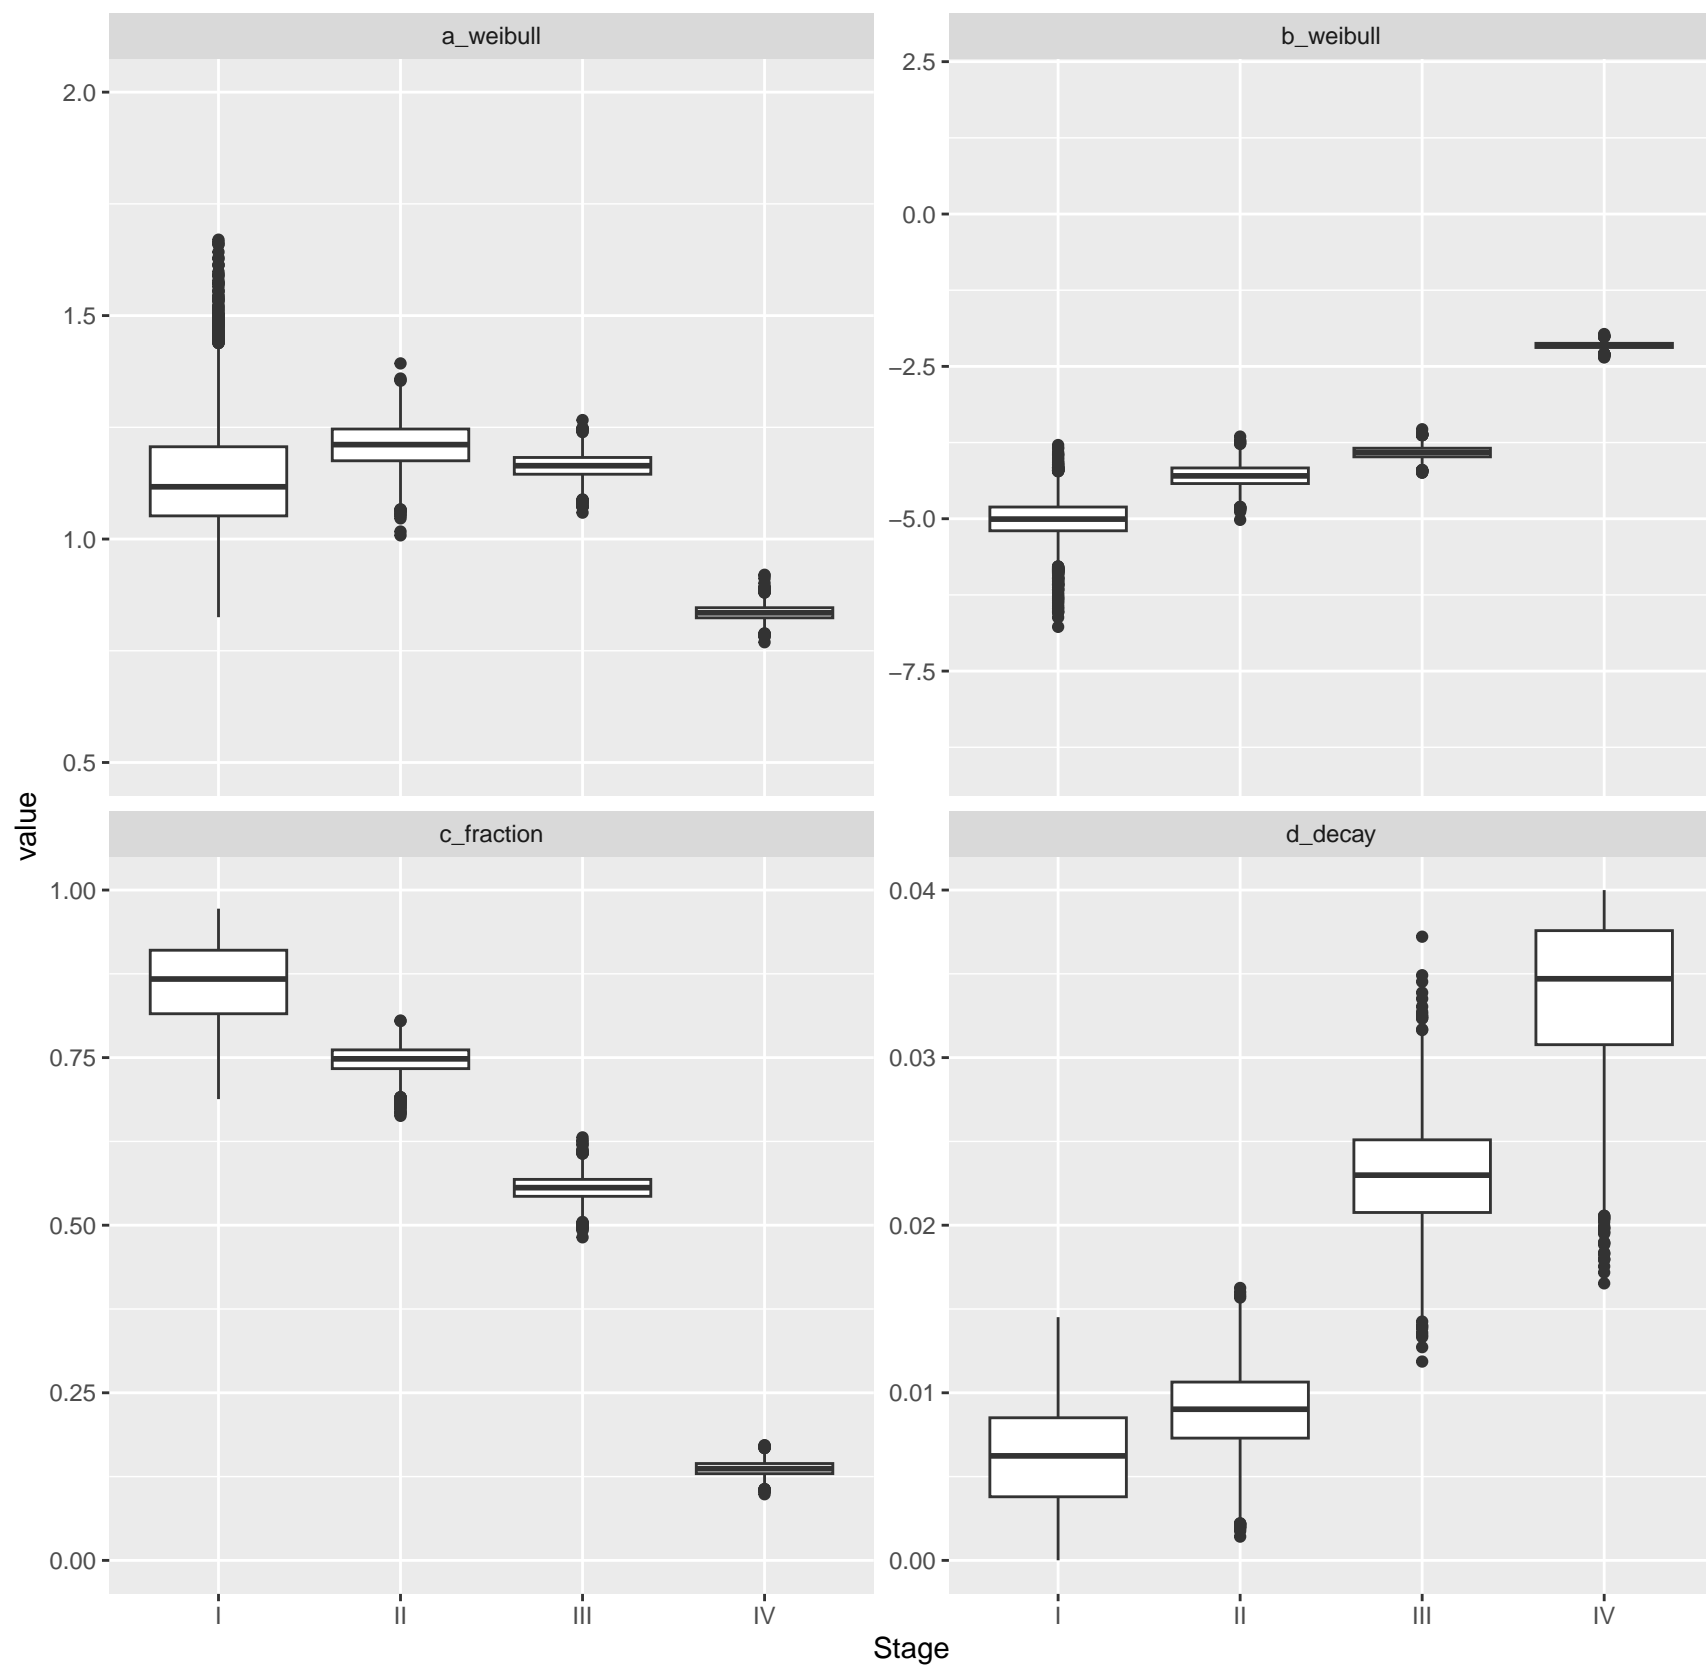 a_weibull
b_weibull
2.0
1.5
1.0
0.5
2.5
0.0
−2.5
−5.0
−7.5
value
c_fraction
d_decay
1.00
0.75
0.50
0.25
0.00
0.04
0.03
0.02
0.01
0.00
I II III IV
I II III IV
Stage